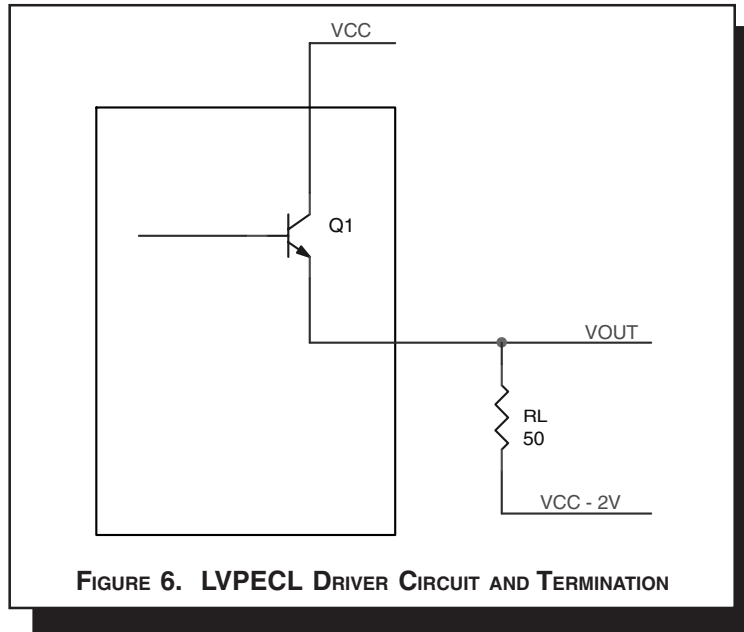 VCC
Q1
VOUT
RL
50
VCC - 2V
FIGURE 6. LVPECL DRIVER CIRCUIT AND TERMINATION